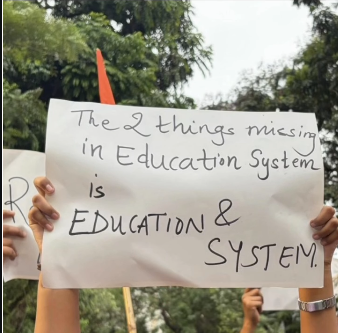 The 2 things missing
in Education System
is
EDUCATION &
SYSTEM.
R